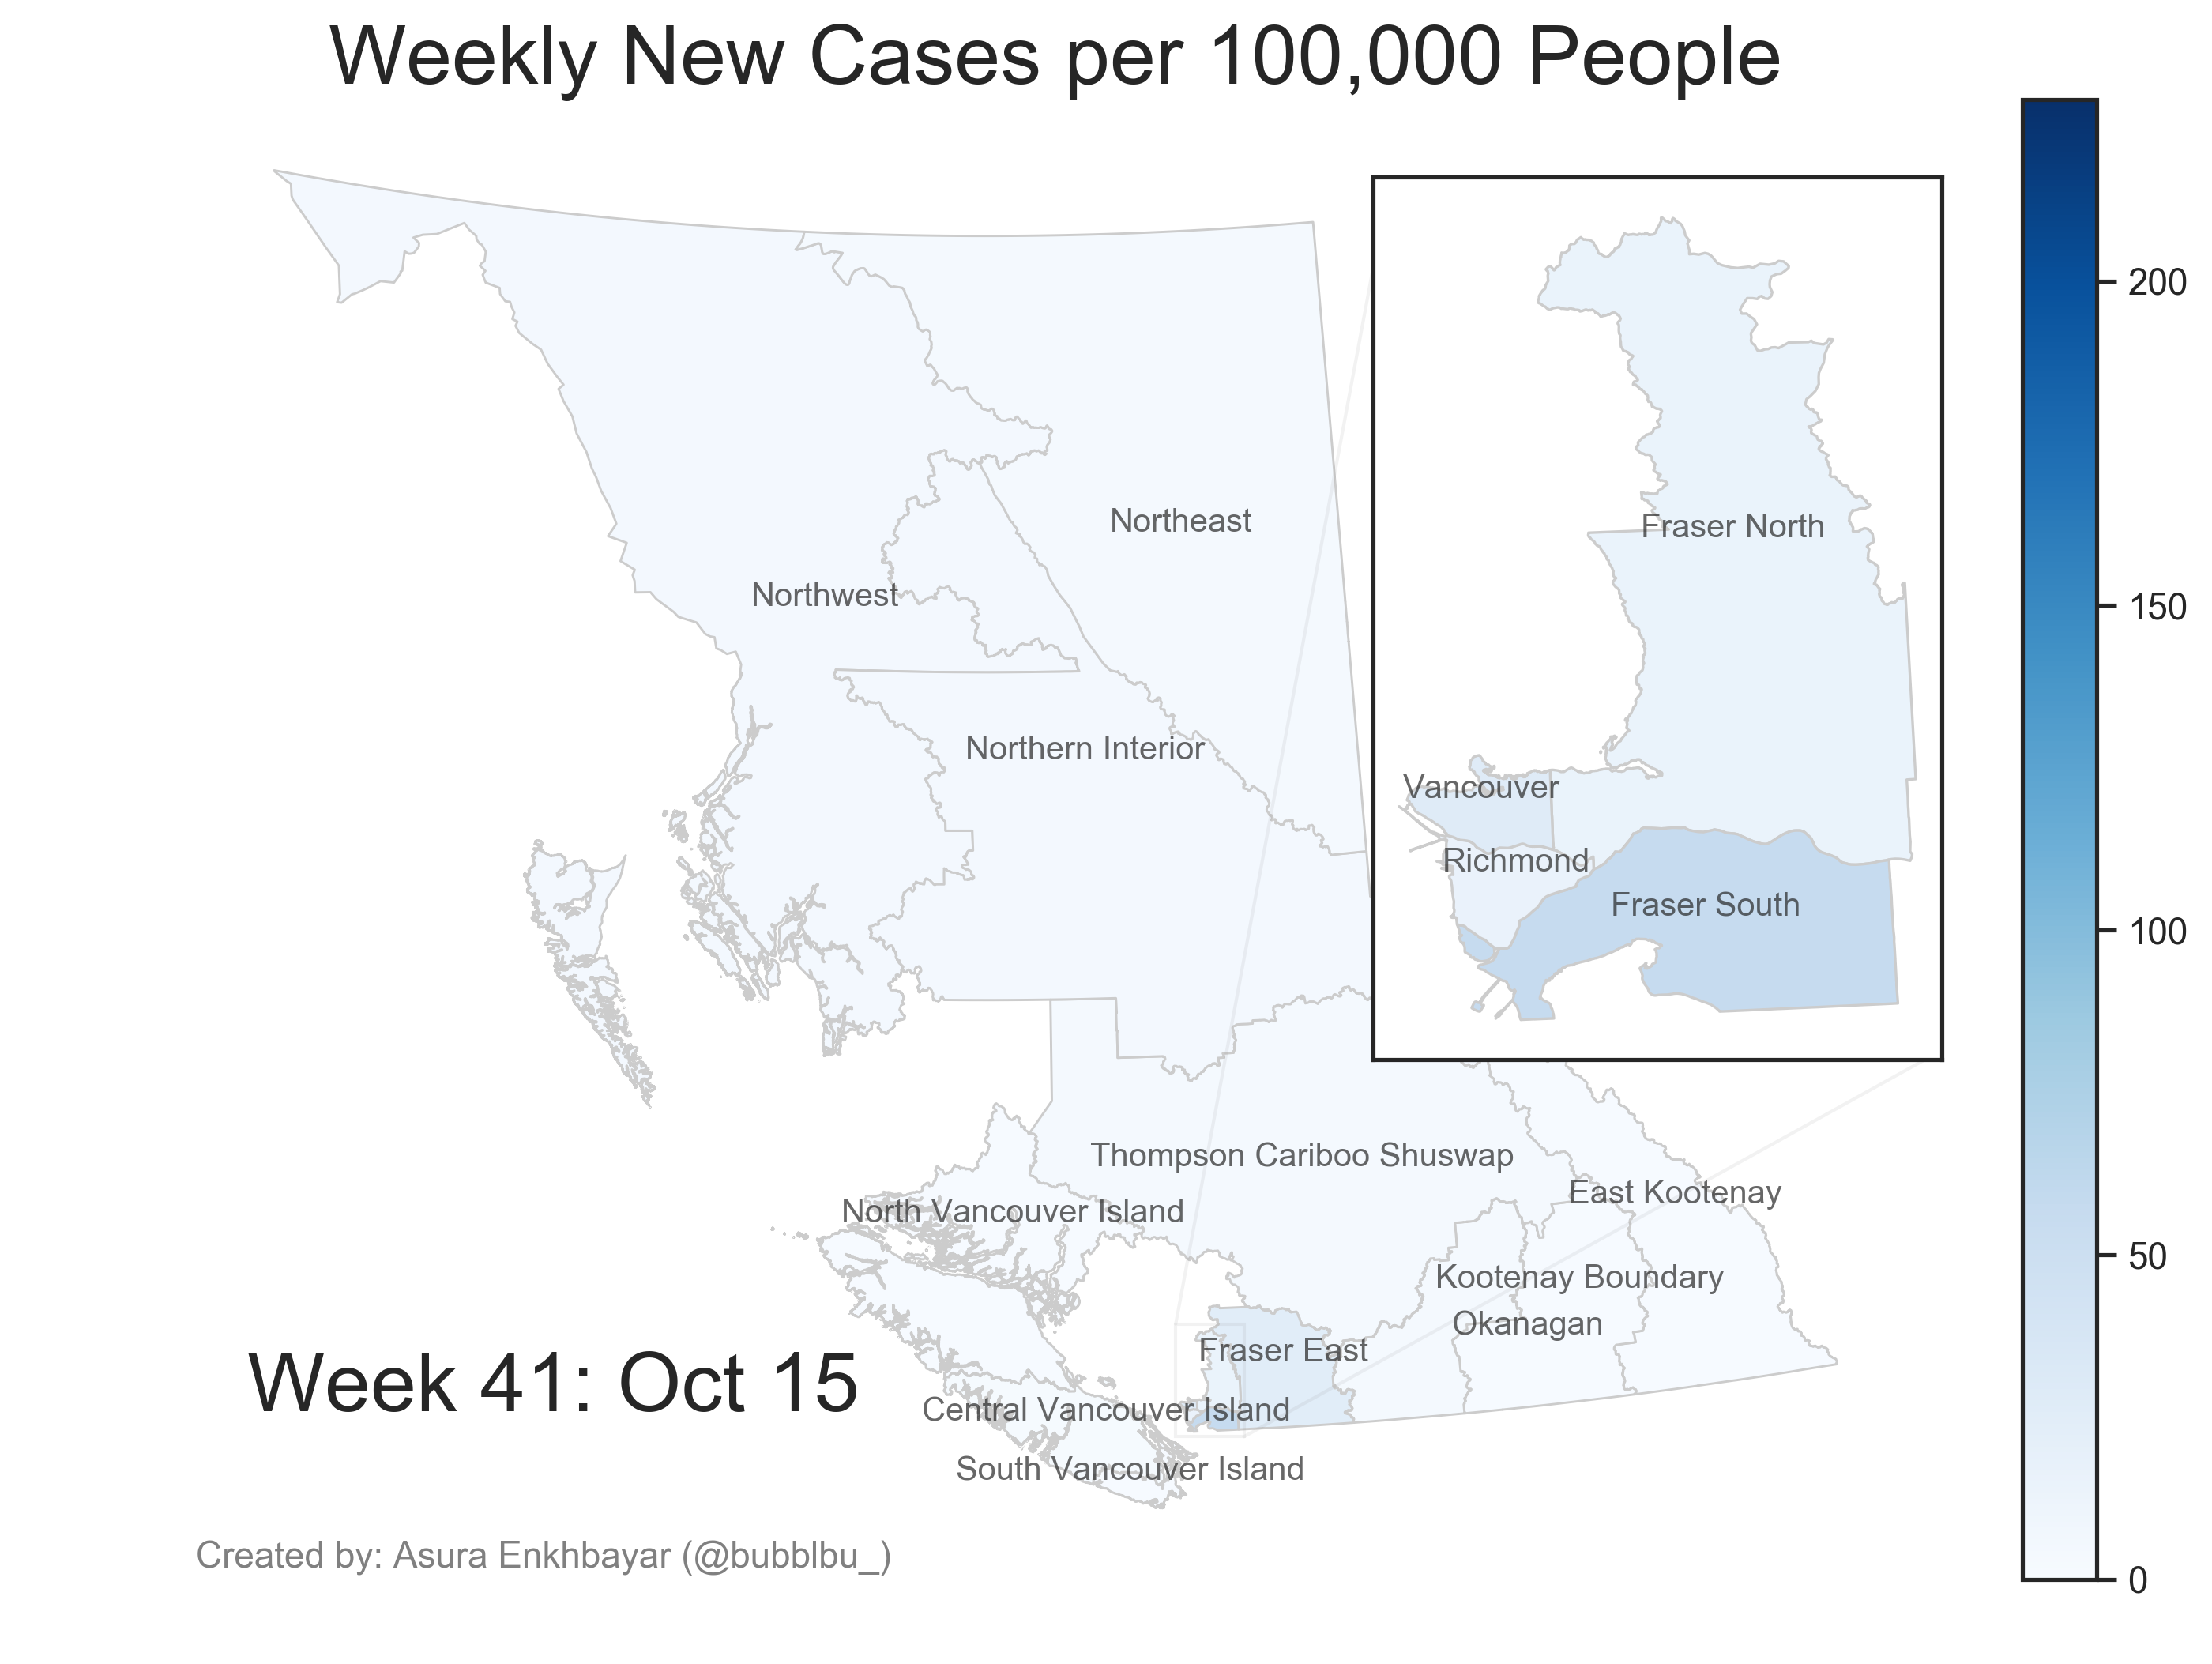 Weekly New Cases per 100,000 People
Northeast
Northwest
Northern Interior
Fraser North
Vancouver
Richmond
Fraser South
Thompson Cariboo Shuswap
East Kootenay
North Vancouver Island
Kootenay Boundary
Okanagan
Fraser East
Central Vancouver Island
South Vancouver Island
200
150
100
50
0
Week 41: Oct 15
Created by: Asura Enkhbayar (@bubblbu_)